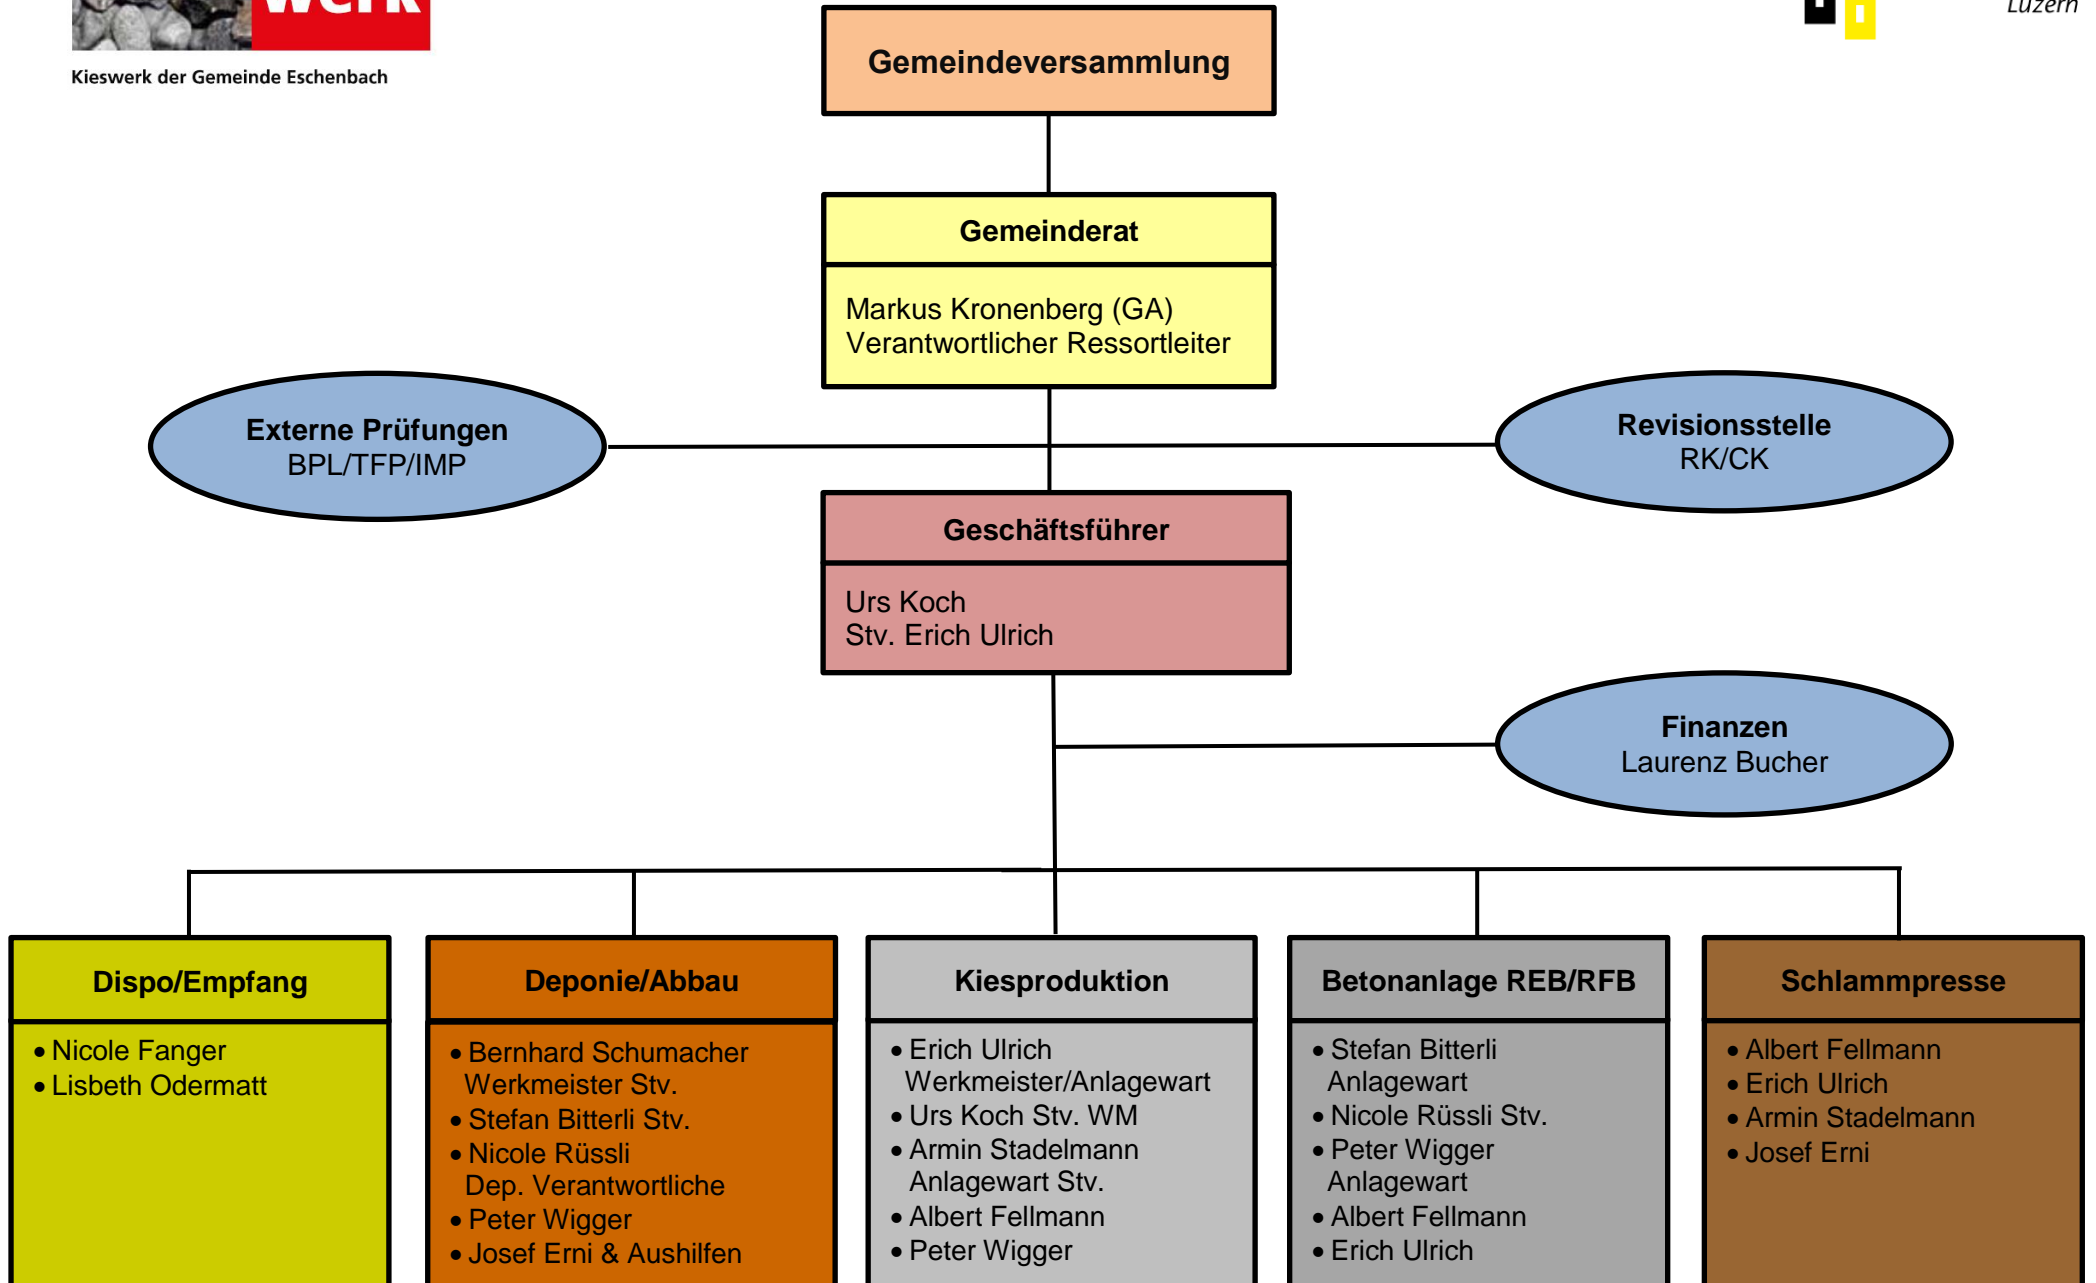 werk
Kieswerk der Gemeinde Eschenbach
Luzern
Gemeindeversammlung
Gemeinderat
Markus Kronenberg (GA)
Verantwortlicher Ressortleiter
Externe Prüfungen
BPL/TFP/IMP
Revisionsstelle
RK/CK
Geschäftsführer
Urs Koch
Stv. Erich Ulrich
Finanzen
Laurenz Bucher
Dispo/Empfang
• Nicole Fanger
• Lisbeth Odermatt
Deponie/Abbau
• Bernhard Schumacher
Werkmeister Stv.
• Stefan Bitterli Stv.
• Nicole Rüssli
Dep. Verantwortliche
• Peter Wigger
• Josef Erni & Aushilfen
Kiesproduktion
• Erich Ulrich
Werkmeister/Anlagewart
• Urs Koch Stv. WM
• Armin Stadelmann
Anlagewart Stv.
• Albert Fellmann
• Peter Wigger
Betonanlage REB/RFB
• Stefan Bitterli
Anlagewart
• Nicole Rüssli Stv.
• Peter Wigger
Anlagewart
• Albert Fellmann
• Erich Ulrich
Schlammpresse
• Albert Fellmann
• Erich Ulrich
• Armin Stadelmann
• Josef Erni